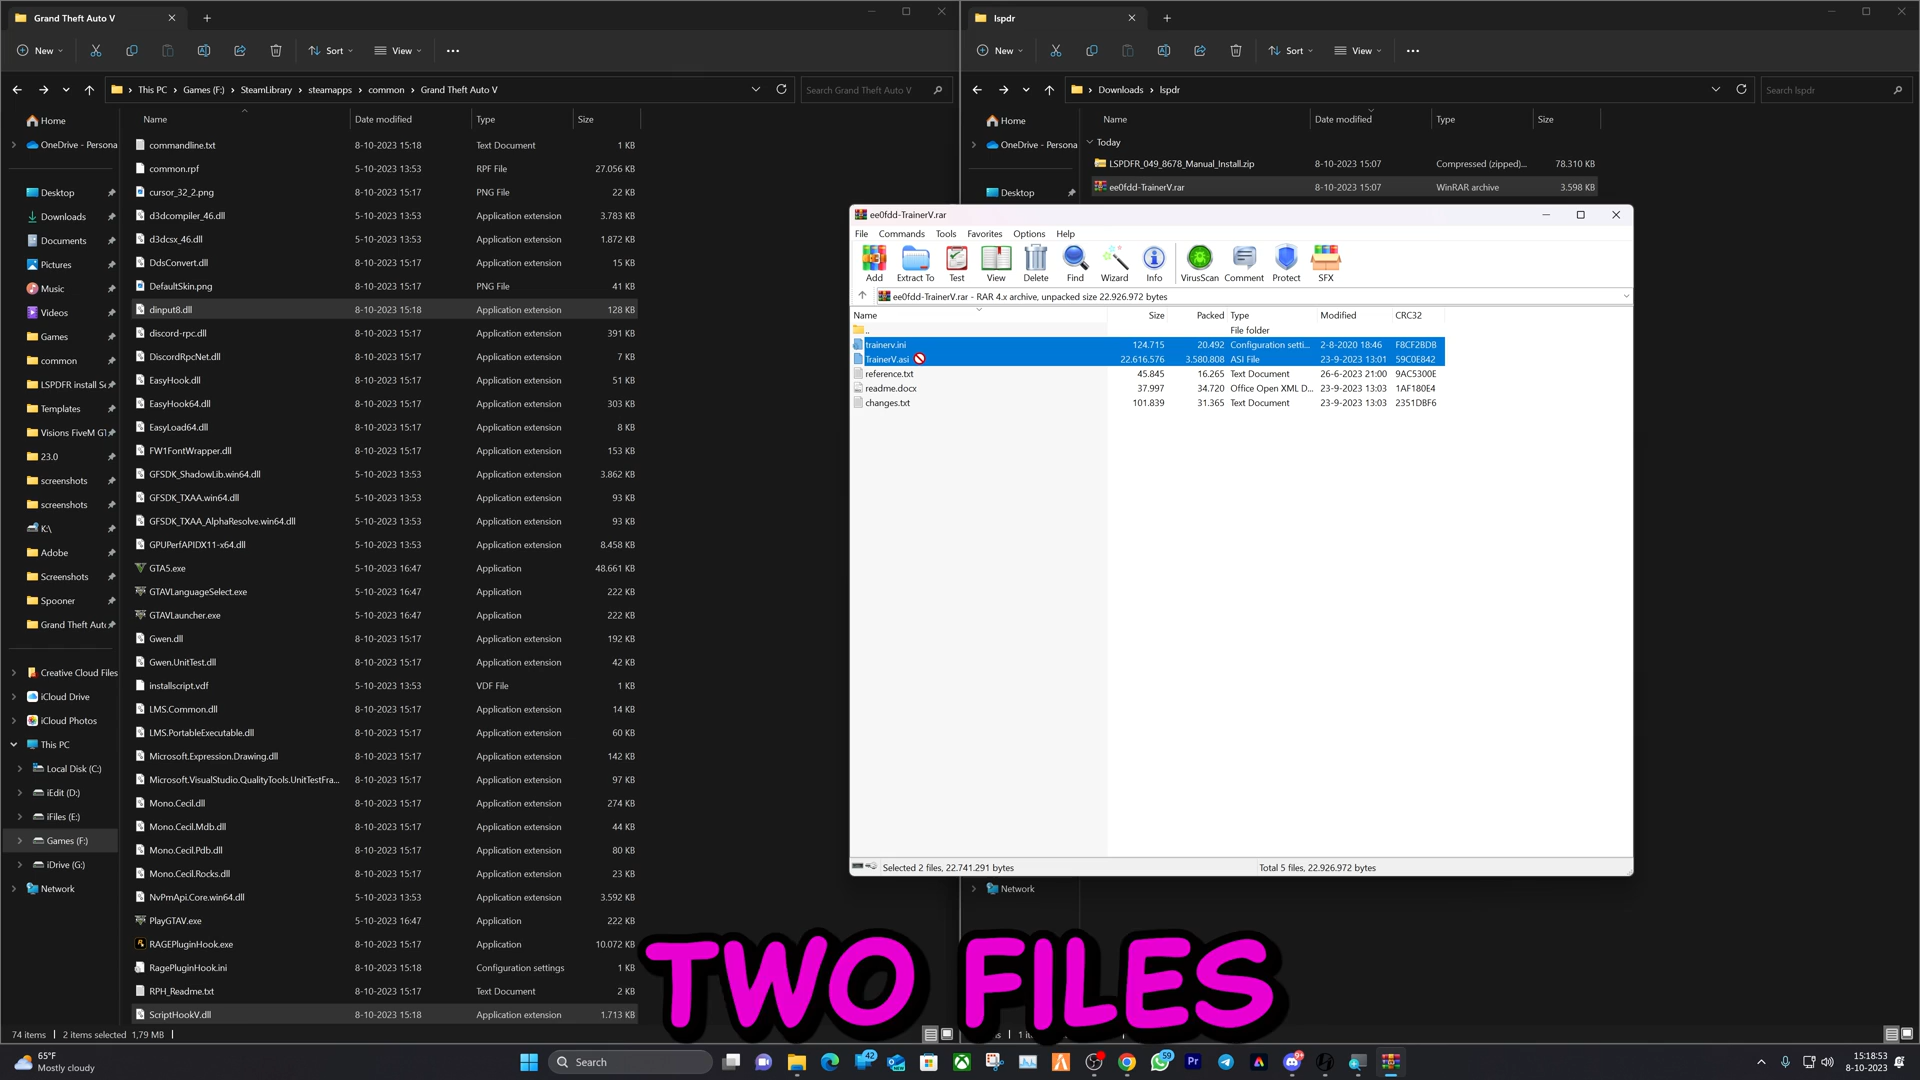 Grand Theft Auto V
New
Sort
View
This PC > Games (F:) > SteamLibrary > steamapps > common > Grand Theft Auto V
Search Grand Theft Auto V
Home
OneDrive - Persona
Desktop
Downloads
Documents
Pictures
Music
Videos
Games
common
LSPDFR install Se
Templates
Visions FiveM G
23.0
screenshots
screenshots
K:\
Adobe
Screenshots
Spooner
Grand Theft Auto
Creative Cloud Files
iCloud Drive
iCloud Photos
This PC
Local Disk (C:)
iEdit (D:)
iFiles (E:)
Games (F:)
iDrive (G:)
Network
Name Date modified Type Size
commandline.txt 8-10-2023 15:18 Text Document 1 KB
common.rpf 5-10-2023 13:53 RPF File 27.056 KB
cursor_32_2.png 8-10-2023 15:17 PNG File 22 KB
d3dcompiler_46.dll 5-10-2023 13:53 Application extension 3.783 KB
d3dcsx_46.dll 5-10-2023 13:53 Application extension 1.872 KB
DdsConvert.dll 8-10-2023 15:17 Application extension 15 KB
DefaultSkin.png 8-10-2023 15:17 PNG File 41 KB
dinput8.dll 8-10-2023 15:18 Application extension 128 KB
discord-rpc.dll 8-10-2023 15:17 Application extension 391 KB
DiscordRpcNet.dll 8-10-2023 15:17 Application extension 7 KB
EasyHook.dll 8-10-2023 15:17 Application extension 51 KB
EasyHook64.dll 8-10-2023 15:17 Application extension 303 KB
EasyLoad64.dll 8-10-2023 15:17 Application extension 8 KB
FW1FontWrapper.dll 8-10-2023 15:17 Application extension 153 KB
GFSDK_ShadowLib.win64.dll 5-10-2023 13:53 Application extension 3.862 KB
GFSDK_TXAA.win64.dll 5-10-2023 13:53 Application extension 93 KB
GFSDK_TXAA_AlphaResolve.win64.dll 5-10-2023 13:53 Application extension 93 KB
GPUPerfAPIDX11-x64.dll 5-10-2023 13:53 Application extension 8.458 KB
GTA5.exe 5-10-2023 16:47 Application 48.661 KB
GTAVLanguageSelect.exe 5-10-2023 16:47 Application 222 KB
GTAVLauncher.exe 5-10-2023 16:47 Application 222 KB
Gwen.dll 8-10-2023 15:17 Application extension 192 KB
Gwen.UnitTest.dll 8-10-2023 15:17 Application extension 42 KB
installscript.vdf 5-10-2023 13:53 VDF File 1 KB
LMS.Common.dll 8-10-2023 15:17 Application extension 14 KB
LMS.PortableExecutable.dll 8-10-2023 15:17 Application extension 60 KB
Microsoft.Expression.Drawing.dll 8-10-2023 15:17 Application extension 142 KB
Microsoft.VisualStudio.QualityTools.UnitTestFra... 8-10-2023 15:17 Application extension 97 KB
Mono.Cecil.dll 8-10-2023 15:17 Application extension 274 KB
Mono.Cecil.Mdb.dll 8-10-2023 15:17 Application extension 44 KB
Mono.Cecil.Pdb.dll 8-10-2023 15:17 Application extension 80 KB
Mono.Cecil.Rocks.dll 8-10-2023 15:17 Application extension 23 KB
NvPmApi.Core.win64.dll 5-10-2023 13:53 Application extension 3.592 KB
PlayGTAV.exe 5-10-2023 16:47 Application 222 KB
RAGEPluginHook.exe 8-10-2023 15:17 Application 10.072 KB
RagePluginHook.ini 8-10-2023 15:18 Configuration settings 1 KB
RPH_Readme.txt 8-10-2023 15:17 Text Document 2 KB
ScriptHookV.dll 8-10-2023 15:18 Application extension 1.713 KB
74 items 2 items selected 1,79 MB
lspdr
New
Sort
View
Downloads > lspdr
Search lspdr
Home
OneDrive - Persona
Desktop
Name Date modified Type Size
Today
LSPDFR_049_8678_Manual_Install.zip 8-10-2023 15:07 Compressed (zipped)... 78.310 KB
ee0fdd-TrainerV.rar 8-10-2023 15:07 WinRAR archive 3.598 KB
ee0fdd-TrainerV.rar
File Commands Tools Favorites Options Help
Add Extract To Test View Delete Find Wizard Info VirusScan Comment Protect SFX
ee0fdd-TrainerV.rar - RAR 4.x archive, unpacked size 22.926.972 bytes
Name Size Packed Type Modified CRC32
.. File folder
trainerv.ini 124.715 20.492 Configuration setti... 2-8-2020 18:46 F8CF2BD8
TrainerV.asi 22.616.576 3.580.808 ASI File 23-9-2023 13:01 59C0E842
reference.txt 45.845 16.265 Text Document 26-6-2023 21:00 9AC5300E
readme.docx 37.997 34.720 Office Open XML D... 23-9-2023 13:03 1AF180E4
changes.txt 101.839 31.365 Text Document 23-9-2023 13:03 2351DBF6
Selected 2 files, 22.741.291 bytes Total 5 files, 22.926.972 bytes
Network
TWO FILES
65°F
Mostly cloudy
Search
42
59
15:18:53
8-10-2023